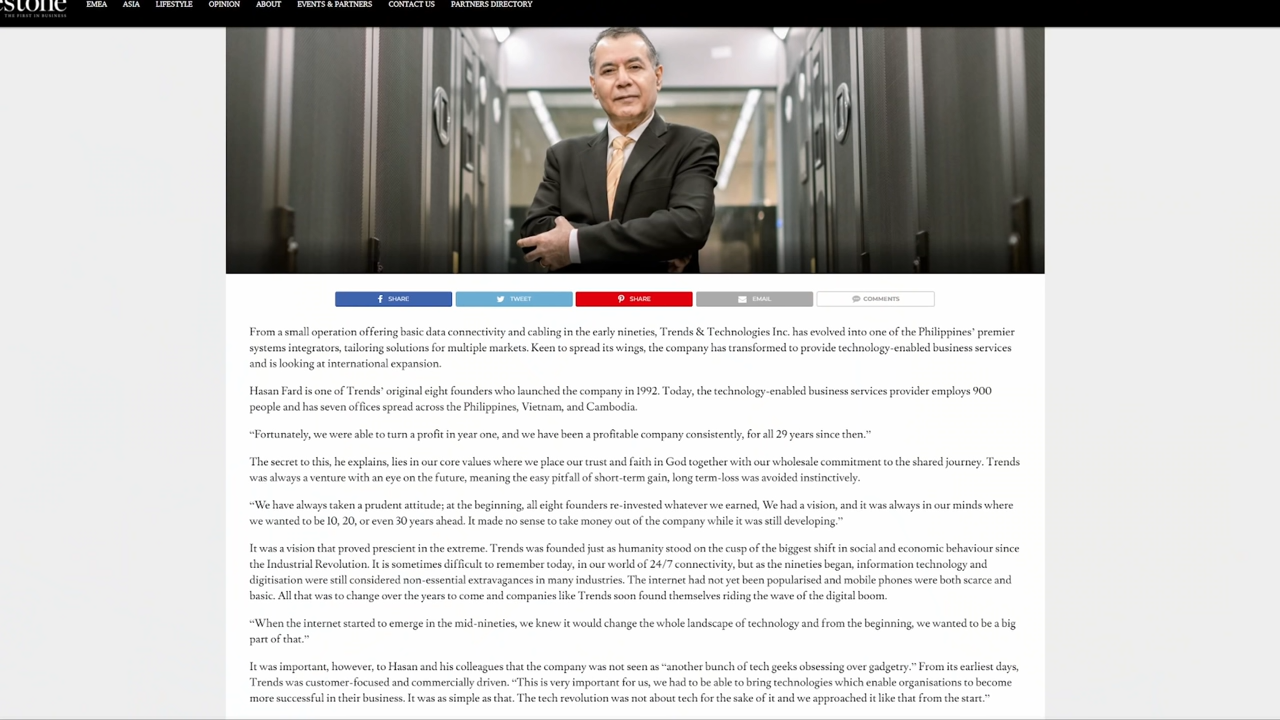 estone
THE FIRST IN BUSINESS
EMEA ASIA LIFESTYLE OPINION ABOUT EVENTS & PARTNERS CONTACT US PARTNERS DIRECTORY
SHARE TWEET SHARE EMAIL COMMENTS
From a small operation offering basic data connectivity and cabling in the early nineties, Trends & Technologies Inc. has evolved into one of the Philippines’ premier
systems integrators, tailoring solutions for multiple markets. Keen to spread its wings, the company has transformed to provide technology-enabled business services
and is looking at international expansion.
Hasan Fard is one of Trends’ original eight founders who launched the company in 1992. Today, the technology-enabled business services provider employs 900
people and has seven offices spread across the Philippines, Vietnam, and Cambodia.
“Fortunately, we were able to turn a profit in year one, and we have been a profitable company consistently, for all 29 years since then.”
The secret to this, he explains, lies in our core values where we place our trust and faith in God together with our wholesale commitment to the shared journey. Trends
was always a venture with an eye on the future, meaning the easy pitfall of short-term gain, long term-loss was avoided instinctively.
“We have always taken a prudent attitude; at the beginning, all eight founders re-invested whatever we earned, We had a vision, and it was always in our minds where
we wanted to be 10, 20, or even 30 years ahead. It made no sense to take money out of the company while it was still developing.”
It was a vision that proved prescient in the extreme. Trends was founded just as humanity stood on the cusp of the biggest shift in social and economic behaviour since
the Industrial Revolution. It is sometimes difficult to remember today, in our world of 24/7 connectivity, but as the nineties began, information technology and
digitisation were still considered non-essential extravagances in many industries. The internet had not yet been popularised and mobile phones were both scarce and
basic. All that was to change over the years to come and companies like Trends soon found themselves riding the wave of the digital boom.
“When the internet started to emerge in the mid-nineties, we knew it would change the whole landscape of technology and from the beginning, we wanted to be a big
part of that.”
It was important, however, to Hasan and his colleagues that the company was not seen as “another bunch of tech geeks obsessing over gadgetry.” From its earliest days,
Trends was customer-focused and commercially driven. “This is very important for us, we had to be able to bring technologies which enable organisations to become
more successful in their business. It was as simple as that. The tech revolution was not about tech for the sake of it and we approached it like that from the start.”